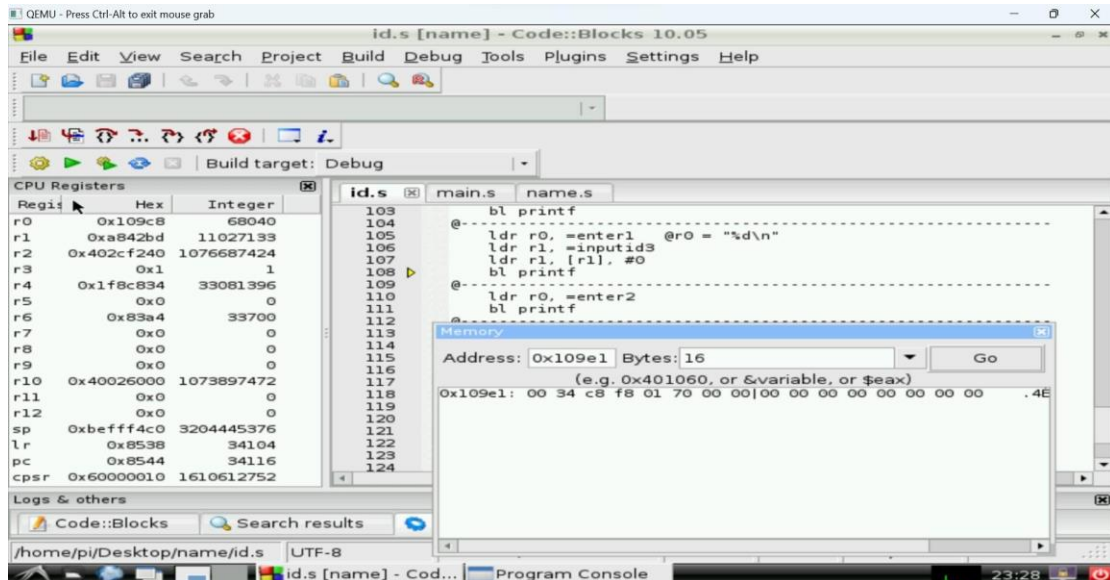 QEMU - Press Ctrl-Alt to exit mouse grab
id.s [name] - Code::Blocks 10.05
File Edit View Search Project Build Debug Tools Plugins Settings Help
Build target: Debug
CPU Registers
id.s main.s name.s
Hex Integer
r0 0x109c8 68040
r1 0xa842bd 11027133
r2 0x402cf240 1076687424
r3 0x1 1
r4 0x1f8c834 33081396
r5 0x0 0
r6 0x83a4 33700
r7 0x0 0
r8 0x0 0
r9 0x0 0
r10 0x40026000 1073897472
r11 0x0 0
r12 0x0 0
sp 0xbefff4c0 3204445376
lr 0x8538 34104
pc 0x8544 34116
cpsr 0x60000010 1610612752
103 bl printf
104 @------------------------------------------------------------
105 ldr r0, =enter1 @r0 = "%d\n"
106 ldr r1, =inputid3
107 ldr r1, [r1], #0
108 bl printf
109 @------------------------------------------------------------
110 ldr r0, =enter2
111 bl printf
112 @------------------------------------------------------------
113
114
115
116
117
118
119
120
121
122
123
124
Memory
Address: 0x109e1 Bytes: 16 Go
(e.g. 0x401060, or &variable, or $eax)
0x109e1: 00 34 c8 f8 01 70 00 00|00 00 00 00 00 00 00 00 .4
Logs & others
Code::Blocks Search results
/home/pi/Desktop/name/id.s UTF-8
id.s [name] - Cod... Program Console 23:28